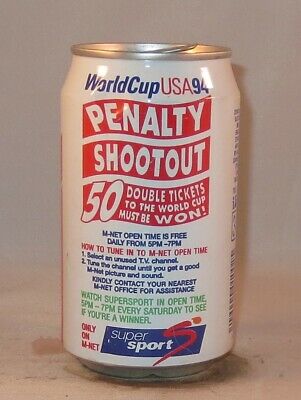 WorldCupUSA94
PENALTY
SHOOTOUT
50 DOUBLE TICKETS
TO THE WORLD CUP
MUST BE WON!
M-NET OPEN TIME IS FREE
DAILY FROM 5PM -7PM
HOW TO TUNE IN TO M-NET OPEN TIME
1. Select an unused T.V. channel.
2. Tune the channel until you get a good
M-Net picture and sound.
KINDLY CONTACT YOUR NEAREST
M-NET OFFICE FOR ASSISTANCE
WATCH SUPERSPORT IN OPEN TIME,
5PM - 7PM EVERY SATURDAY TO SEE
IF YOU'RE A WINNER.
ONLY
ON
M-NET
super
sport S